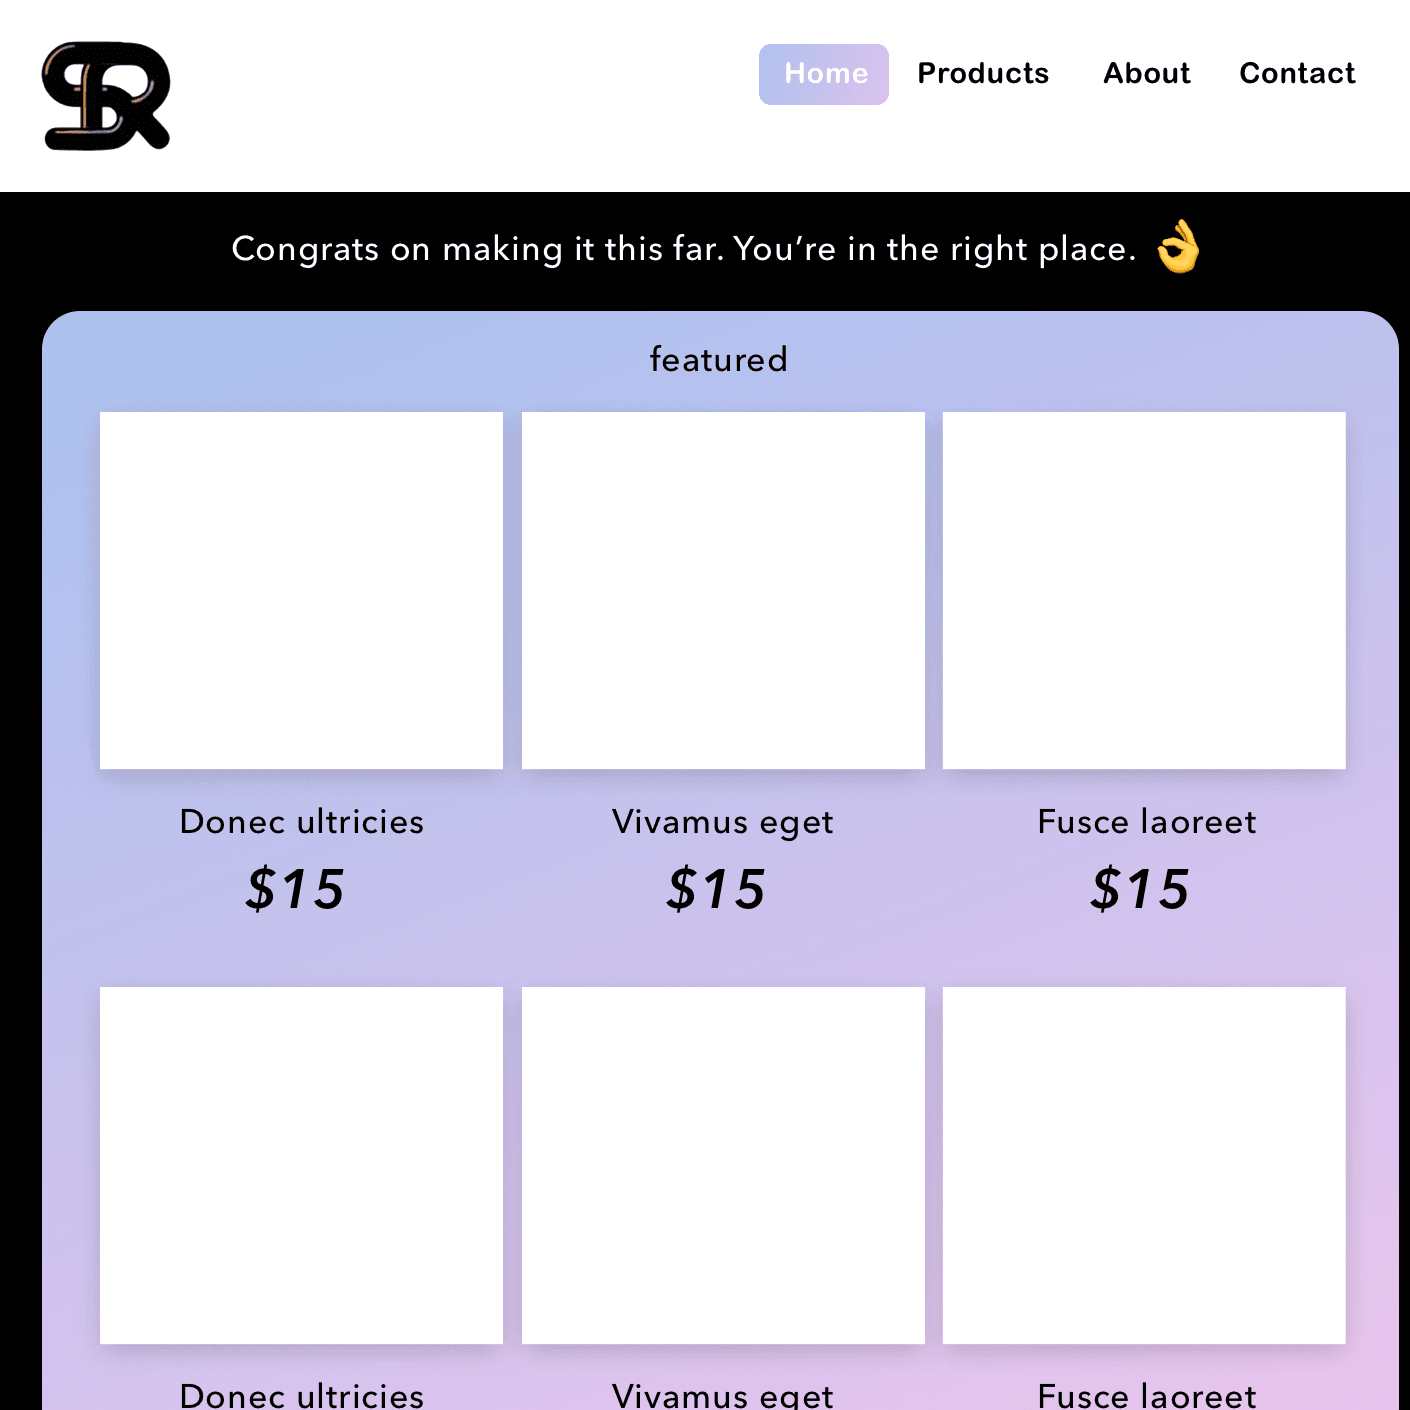 SR
Home Products About Contact
Congrats on making it this far. You’re in the right place. 👌
featured
Donec ultricies Vivamus eget Fusce laoreet
$15 $15 $15
Donec ultricies Vivamus eget Fusce laoreet